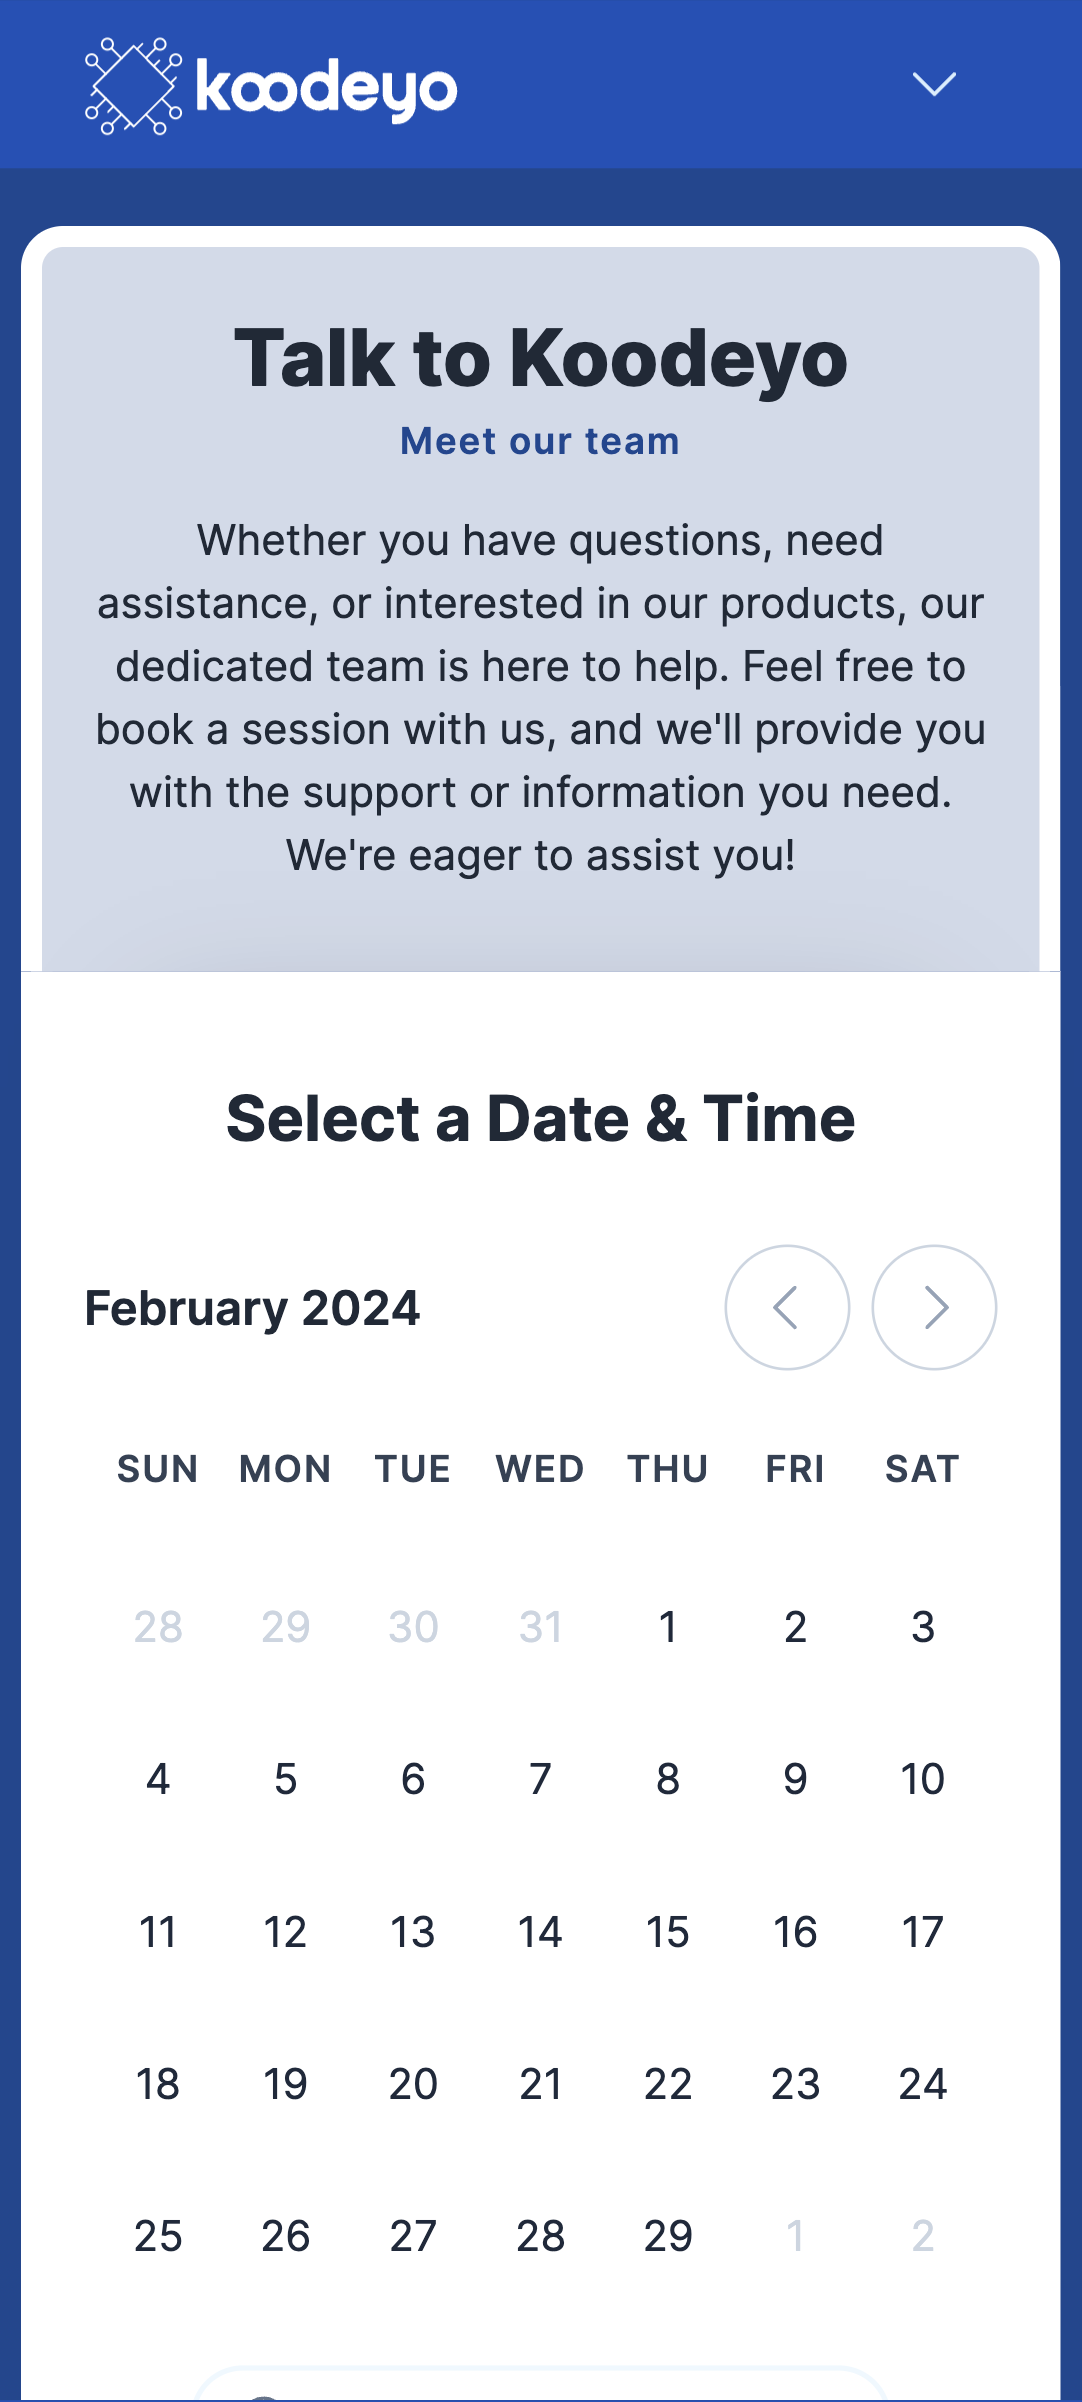 koodeyo
Talk to Koodeyo
Meet our team
Whether you have questions, need
assistance, or interested in our products, our
dedicated team is here to help. Feel free to
book a session with us, and we'll provide you
with the support or information you need.
We're eager to assist you!
Select a Date & Time
February 2024
SUN MON TUE WED THU FRI SAT
28 29 30 31 1 2 3
4 5 6 7 8 9 10
11 12 13 14 15 16 17
18 19 20 21 22 23 24
25 26 27 28 29 1 2